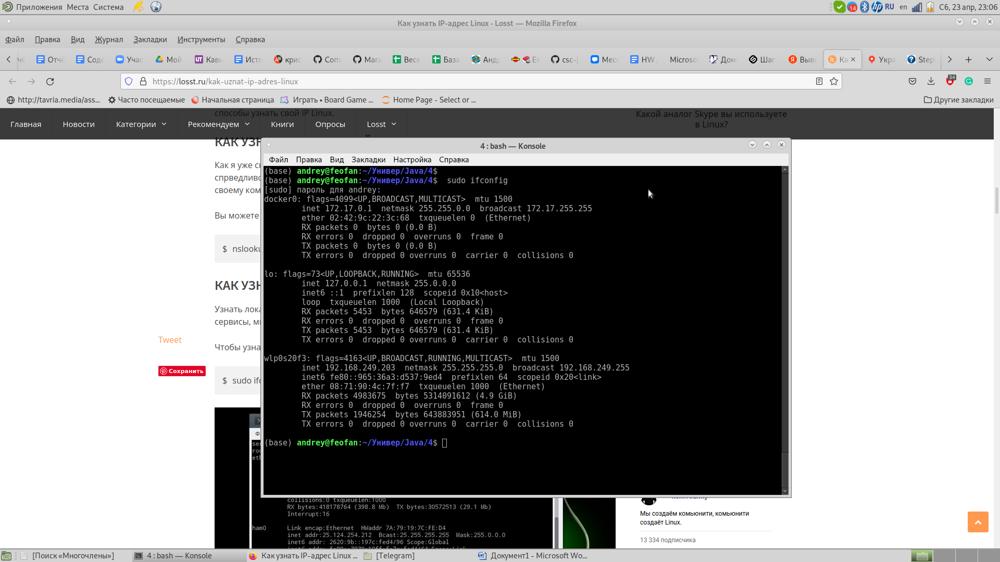 Приложения Места Система
14
RU
en
Сб, 23 апр, 23:06
Как узнать IP-адрес Linux - Losst — Mozilla Firefox
Файл Правка Вид Журнал Закладки Инструменты Справка
Отчё Соде Учас Мой Кавы Исто крис Com Мага Весе База Андр Ев csc-j Месс HW_ Microso Дом Шаг Выв Ка Укра Step
https://losst.ru/kak-uznat-ip-adres-linux
34
http://tavria.media/ass... Часто посещаемые Начальная страница Играть • Board Game ... Home Page - Select or ... Другие закладки
способы узнать свой IP Linux.
Какой аналог Skype вы используете
в Linux?
Главная Новости Категории Рекомендуем Книги Опросы Losst
КАК УЗН
Как я уже с
спрведливо
своему ком
Вы можете
$ nslooku
КАК УЗН
Узнать лока
сервисы, м
Чтобы узна
$ sudo ifc
Tweet
Сохранить
4 : bash — Konsole
Файл Правка Вид Закладки Настройка Справка
(base) andrey@feofan:~/Универ/Java/4$
(base) andrey@feofan:~/Универ/Java/4$  sudo ifconfig
[sudo] пароль для andrey:
docker0: flags=4099<UP,BROADCAST,MULTICAST>  mtu 1500
inet 172.17.0.1  netmask 255.255.0.0  broadcast 172.17.255.255
ether 02:42:9c:22:3c:68  txqueuelen 0  (Ethernet)
RX packets 0  bytes 0 (0.0 B)
RX errors 0  dropped 0  overruns 0  frame 0
TX packets 0  bytes 0 (0.0 B)
TX errors 0  dropped 0 overruns 0  carrier 0  collisions 0
lo: flags=73<UP,LOOPBACK,RUNNING>  mtu 65536
inet 127.0.0.1  netmask 255.0.0.0
inet6 ::1  prefixlen 128  scopeid 0x10<host>
loop  txqueuelen 1000  (Local Loopback)
RX packets 5453  bytes 646579 (631.4 KiB)
RX errors 0  dropped 0  overruns 0  frame 0
TX packets 5453  bytes 646579 (631.4 KiB)
TX errors 0  dropped 0 overruns 0  carrier 0  collisions 0
wlp0s20f3: flags=4163<UP,BROADCAST,RUNNING,MULTICAST>  mtu 1500
inet 192.168.249.203  netmask 255.255.255.0  broadcast 192.168.249.255
inet6 fe80::965:36a3:d537:9ed4  prefixlen 64  scopeid 0x20<link>
ether 08:71:90:4c:7f:f7  txqueuelen 1000  (Ethernet)
RX packets 4983675  bytes 5314091612 (4.9 GiB)
RX errors 0  dropped 0  overruns 0  frame 0
TX packets 1946254  bytes 643883951 (614.0 MiB)
TX errors 0  dropped 0 overruns 0  carrier 0  collisions 0
(base) andrey@feofan:~/Универ/Java/4$
collisions:0 txqueuelen:1000
RX bytes:418178764 (398.8 Mb)  TX bytes:30572513 (29.1 Mb)
Interrupt:16
ham0 Link encap:Ethernet  HWaddr 7A:79:19:7C:FE:D4
inet addr:25.124.254.212  Bcast:25.255.255.255  Mask:255.0.0.0
inet6 addr: 2620:9b::197c:fed4/96 Scope:Global
Мы создаём комьюнити, комьюнити
создаёт Linux.
13 334 подписчика
[Поиск «Многочлены»] 4 : bash — Konsole Как узнать IP-адрес Linux ... [Telegram] Документ1 - Microsoft Wo...